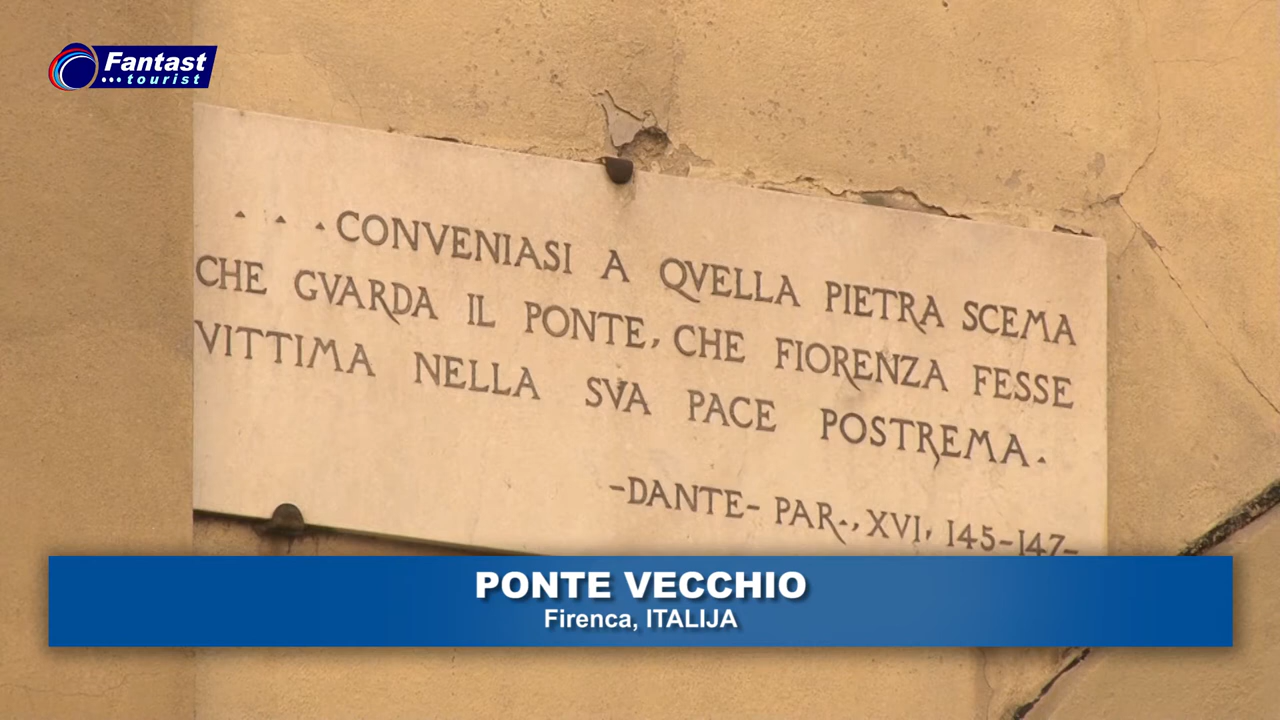 Fantast
...tourist
. . . CONVENIASI A QVELLA PIETRA SCEMA
CHE GVARDA IL PONTE, CHE FIORENZA FESSE
VITTIMA NELLA SVA PACE POSTREMA.
-DANTE- PAR., XVI, 145-147-
PONTE VECCHIO
Firenca, ITALIJA